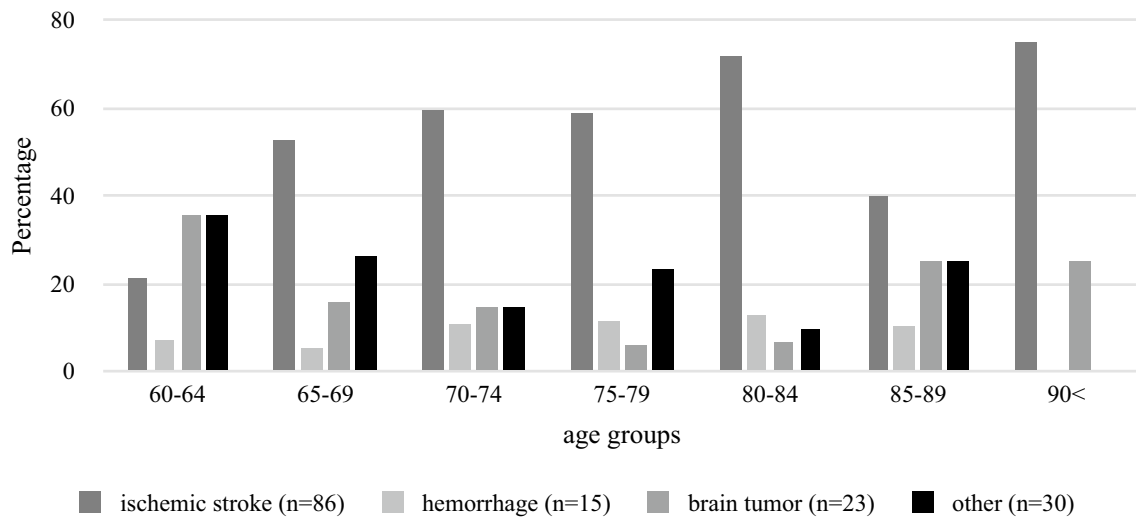 80
60
40
20
0
Percentage
60-64 65-69 70-74 75-79 80-84 85-89 90<
age groups
ischemic stroke (n=86) hemorrhage (n=15) brain tumor (n=23) other (n=30)